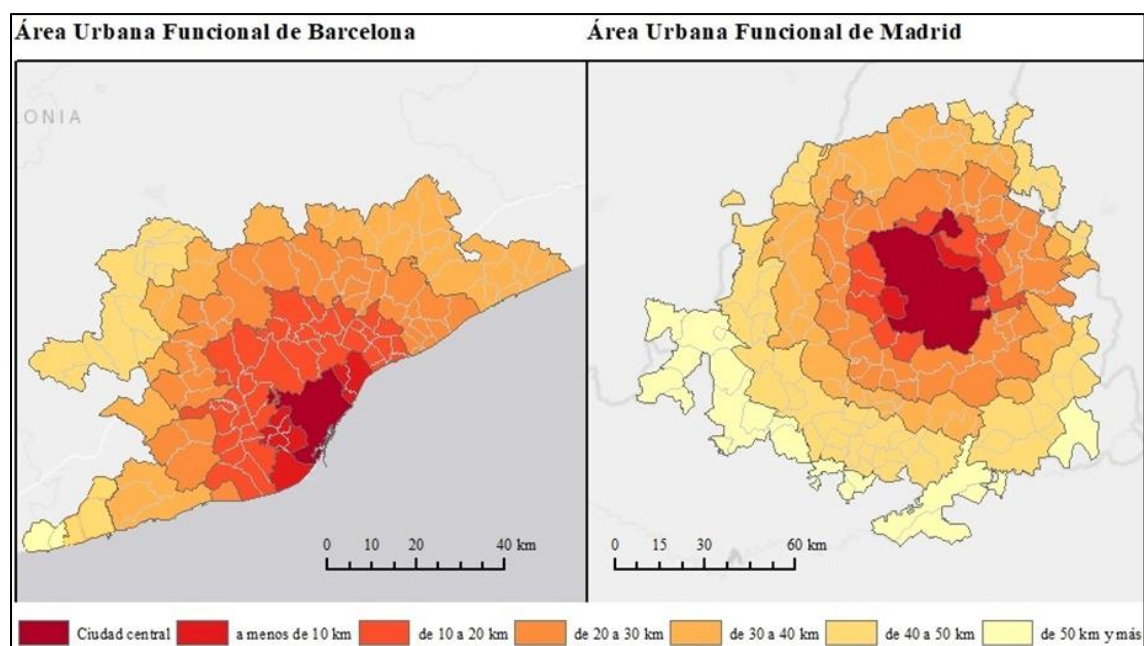 Área Urbana Funcional de Barcelona
Área Urbana Funcional de Madrid
LONIA
0 10 20 40 km
0 15 30 60 km
Ciudad central
a menos de 10 km
de 10 a 20 km
de 20 a 30 km
de 30 a 40 km
de 40 a 50 km
de 50 km y más